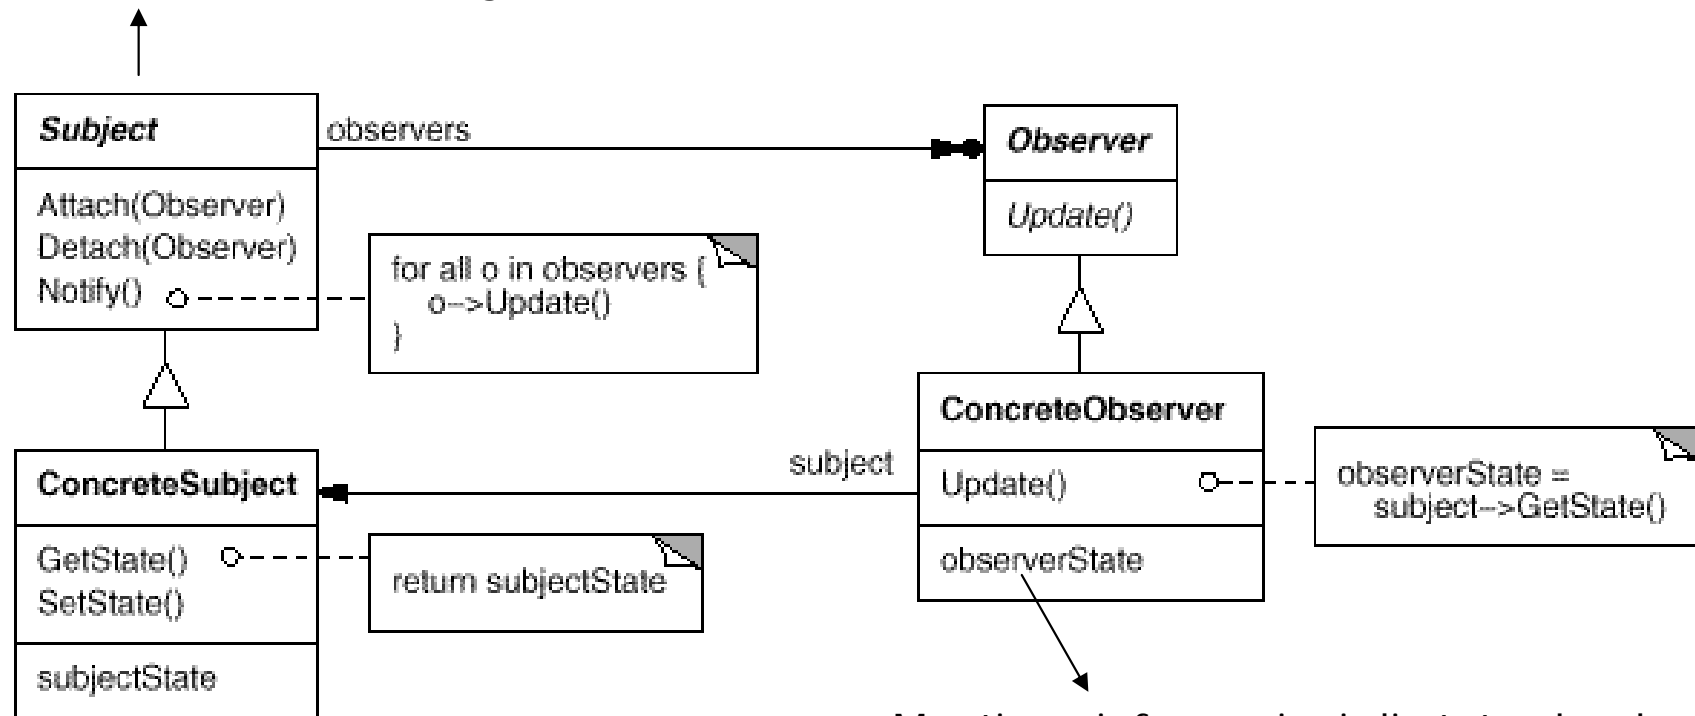 Subject
observers
Observer
Attach(Observer)
Detach(Observer)
Notify()
Update()
for all o in observers {
o-->Update()
}
ConcreteObserver
ConcreteSubject
subject
Update()
observerState =
subject-->GetState()
GetState()
SetState()
return subjectState
observerState
subjectState